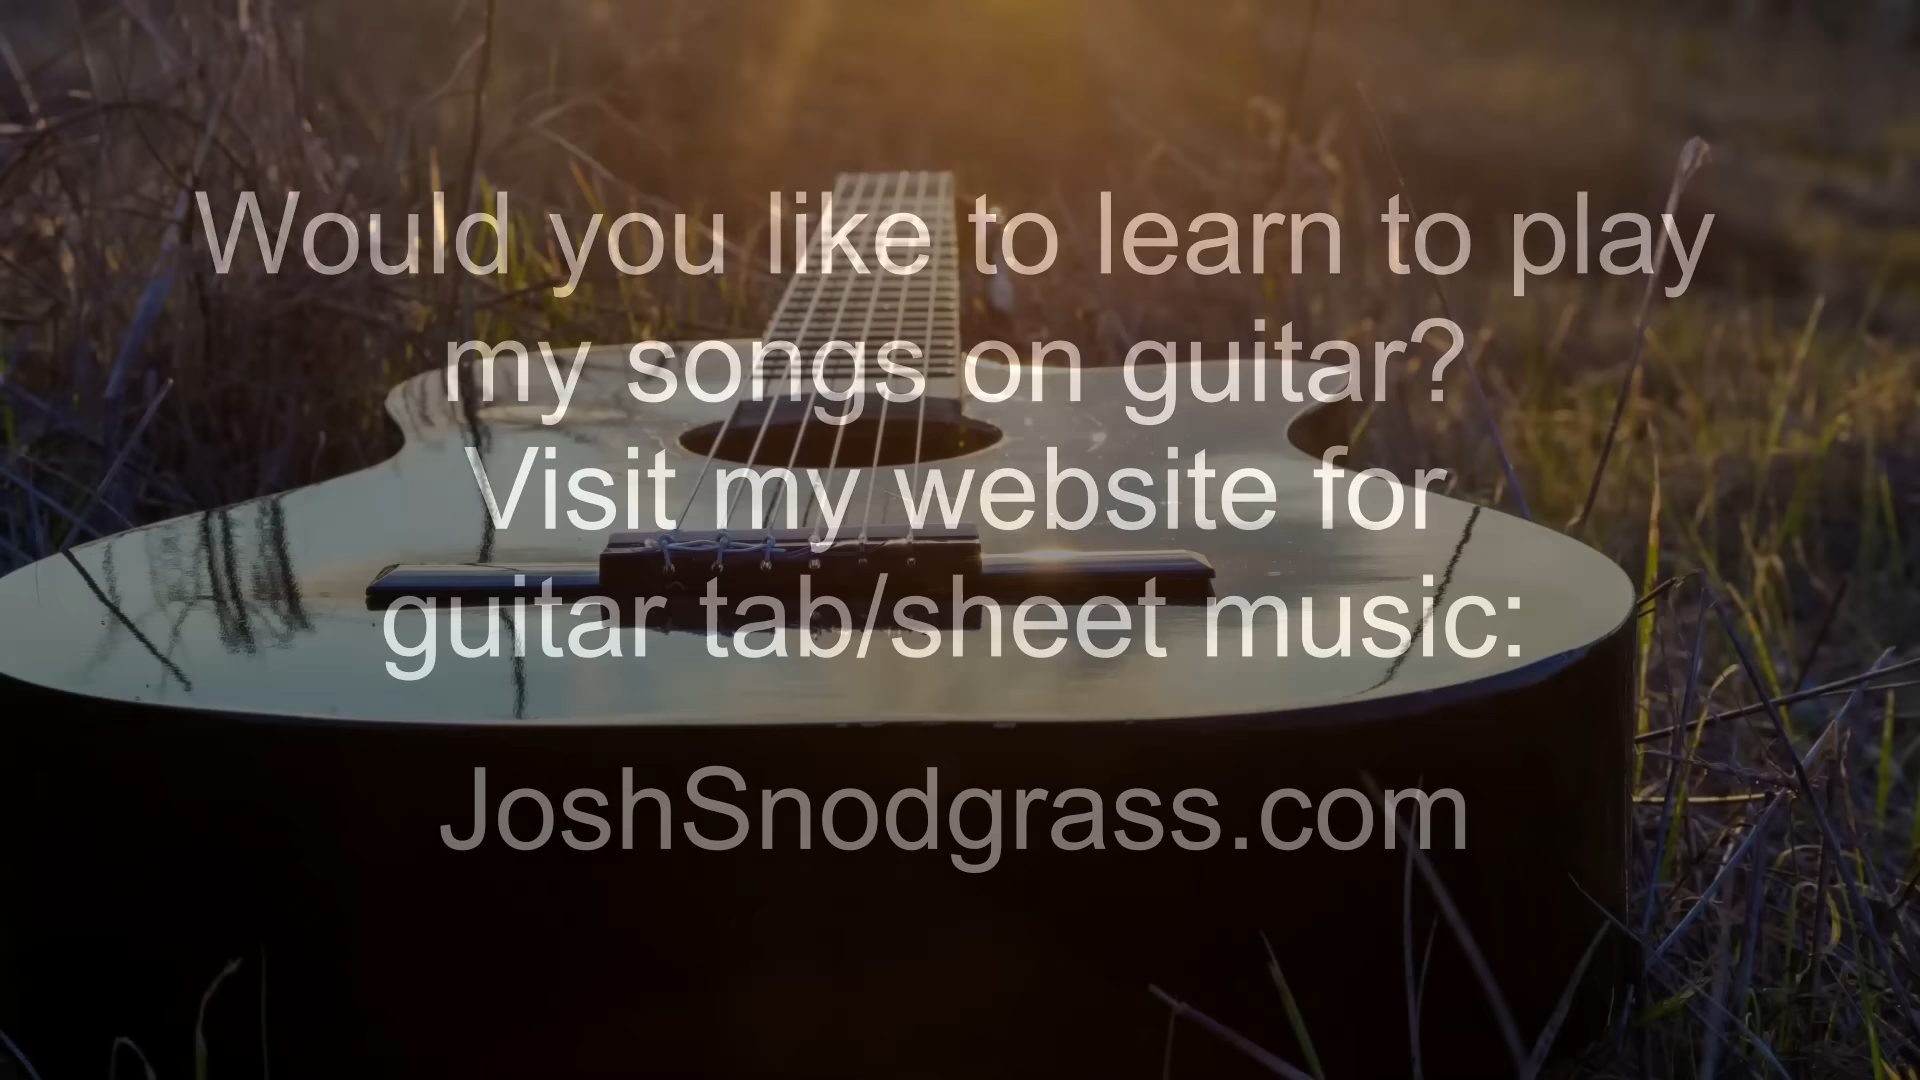 Would you like to learn to play
my songs on guitar?
Visit my website for
guitar tab/sheet music:
JoshSnodgrass.com